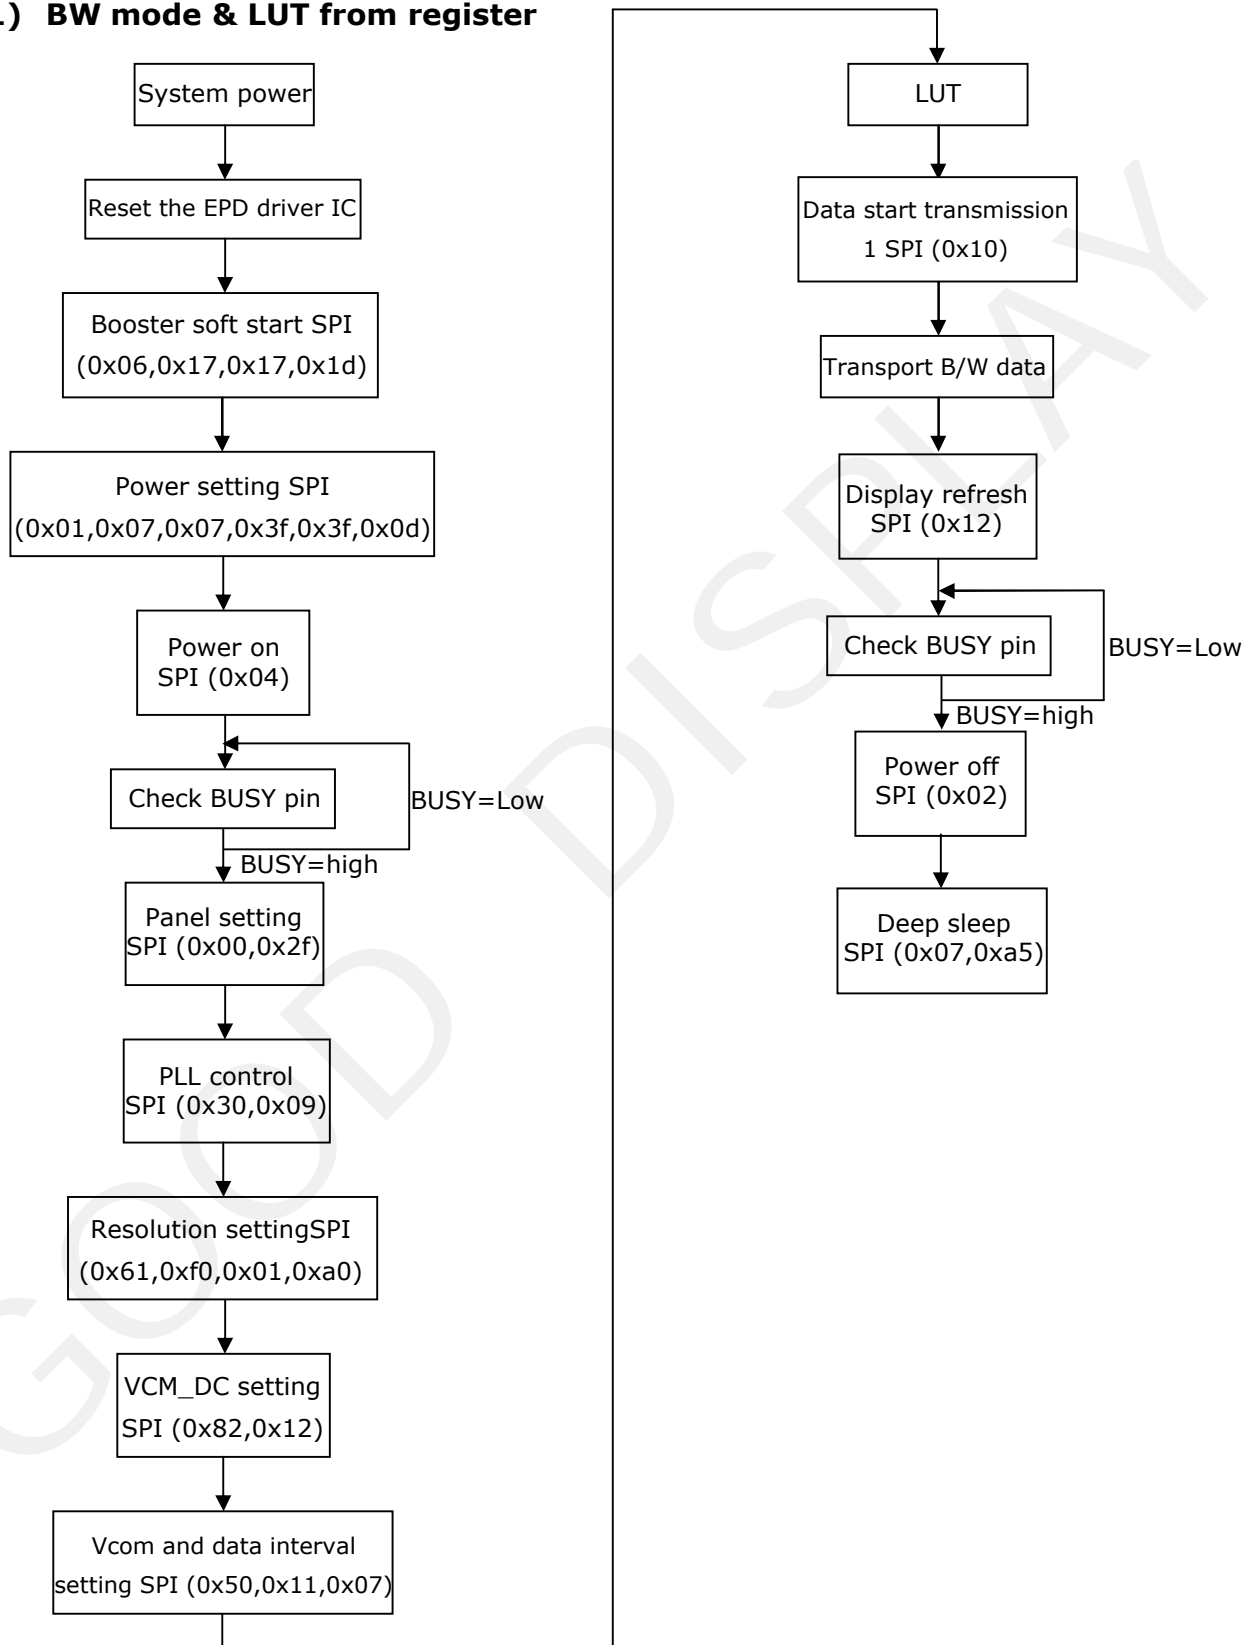 ) BW mode & LUT from register
System power
Reset the EPD driver IC
Booster soft start SPI
(0x06,0x17,0x17,0x1d)
Power setting SPI
(0x01,0x07,0x07,0x3f,0x3f,0x0d)
Power on
SPI (0x04)
Check BUSY pin
BUSY=Low
BUSY=high
Panel setting
SPI (0x00,0x2f)
PLL control
SPI (0x30,0x09)
Resolution settingSPI
(0x61,0xf0,0x01,0xa0)
VCM_DC setting
SPI (0x82,0x12)
Vcom and data interval
setting SPI (0x50,0x11,0x07)
LUT
Data start transmission
1 SPI (0x10)
Transport B/W data
Display refresh
SPI (0x12)
Check BUSY pin
BUSY=Low
BUSY=high
Power off
SPI (0x02)
Deep sleep
SPI (0x07,0xa5)
GOOD DISPLAY